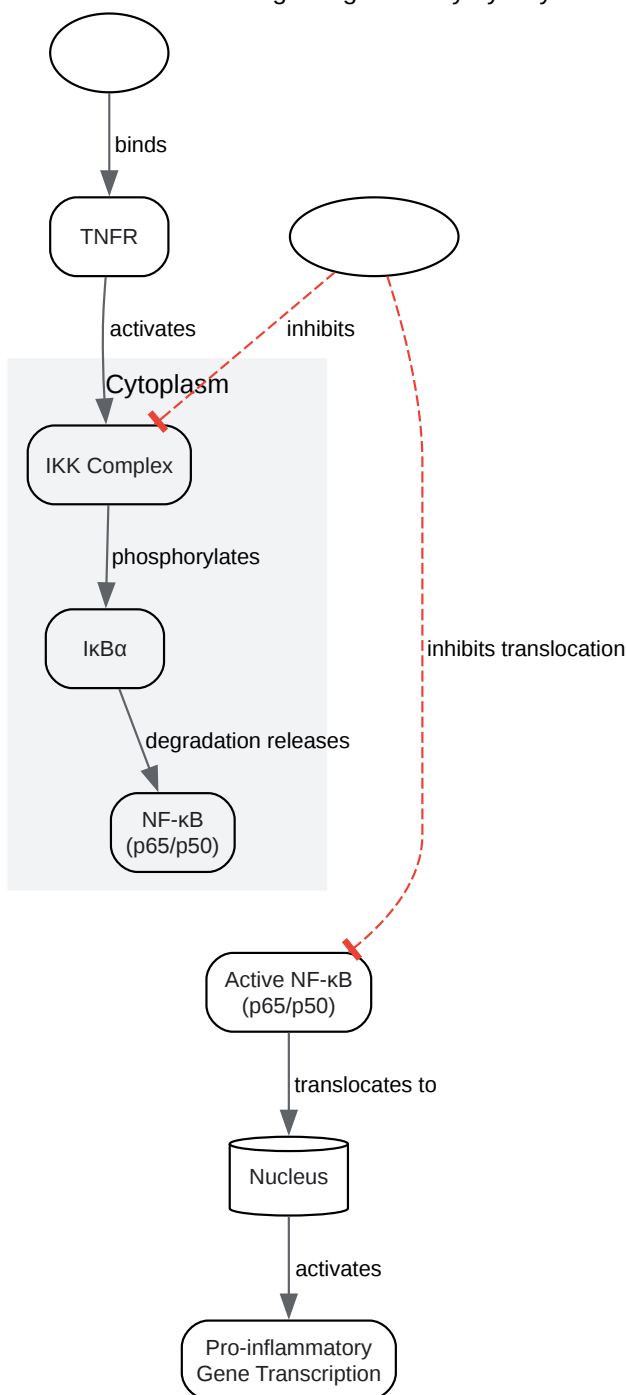 binds
TNFR
activates
inhibits
Cytoplasm
IKK Complex
phosphorylates
IκBα
inhibits translocation
degradation releases
NF-κB
(p65/p50)
Active NF-κB
(p65/p50)
translocates to
Nucleus
activates
Pro-inflammatory
Gene Transcription